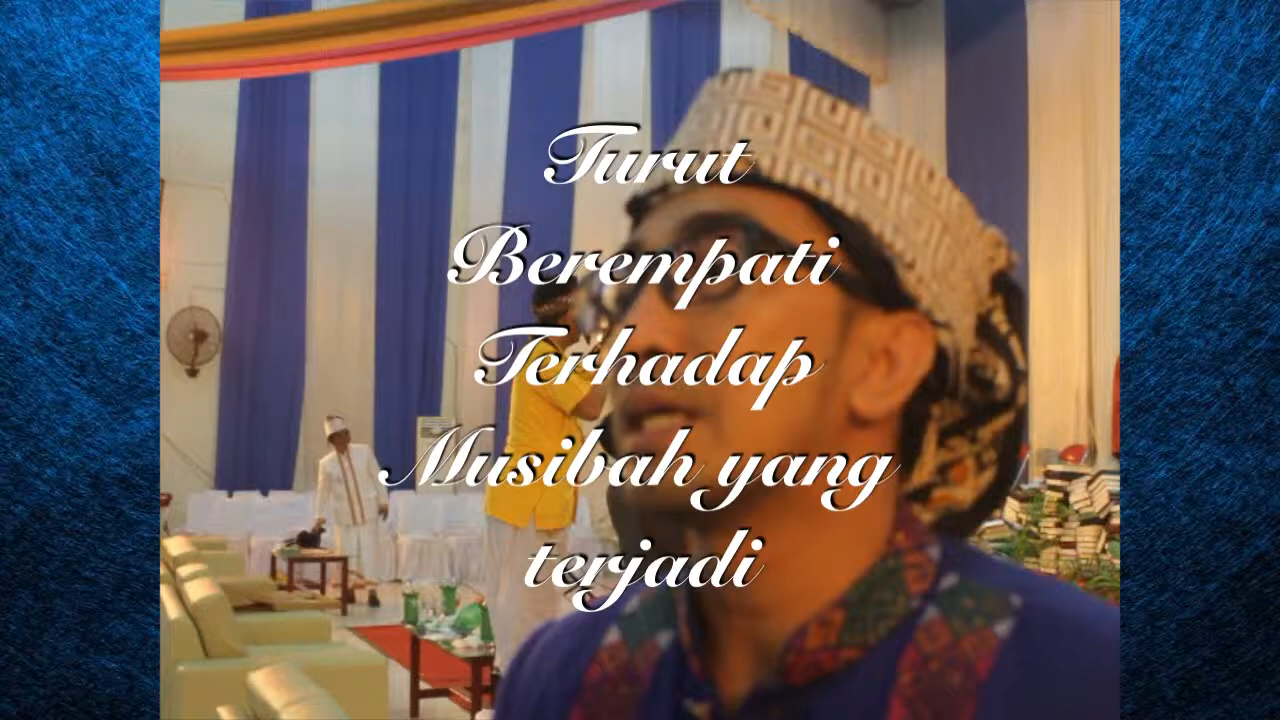 Turut
Berempati
Terhadap
Musibah yang
terjadi